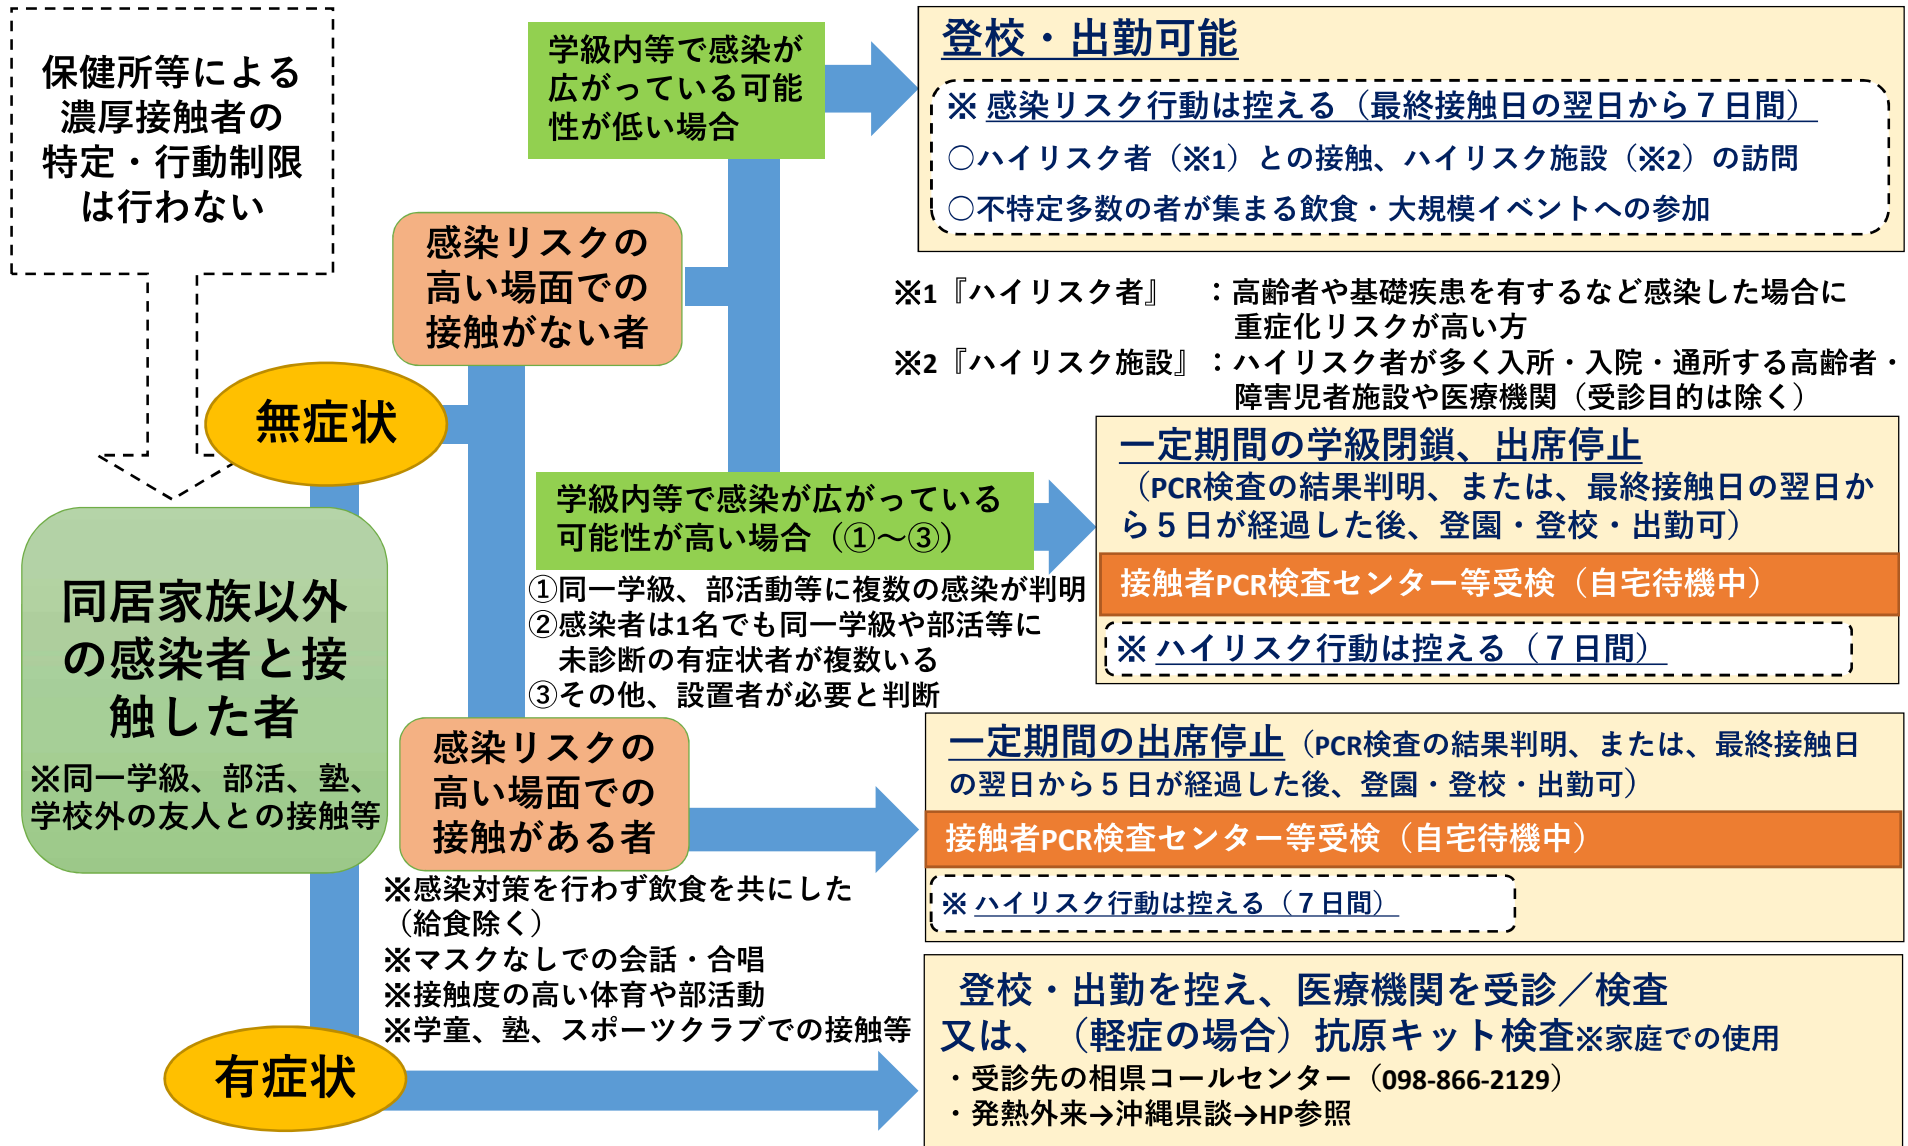 保健所等による
濃厚接触者の
特定・行動制限
は行わない
学級内等で感染が
広がっている可能
性が低い場合
登校・出勤可能
※ 感染リスク行動は控える（最終接触日の翌日から７日間）
○ハイリスク者（※1）との接触、ハイリスク施設（※2）の訪問
○不特定多数の者が集まる飲食・大規模イベントへの参加
感染リスクの
高い場面での
接触がない者
※1『ハイリスク者』　：高齢者や基礎疾患を有するなど感染した場合に
重症化リスクが高い方
※2『ハイリスク施設』：ハイリスク者が多く入所・入院・通所する高齢者・
障害児者施設や医療機関（受診目的は除く）
無症状
学級内等で感染が広がっている
可能性が高い場合（①～③）
①同一学級、部活動等に複数の感染が判明
②感染者は1名でも同一学級や部活等に
未診断の有症状者が複数いる
③その他、設置者が必要と判断
一定期間の学級閉鎖、出席停止
（PCR検査の結果判明、または、最終接触日の翌日か
ら５日が経過した後、登園・登校・出勤可）
接触者PCR検査センター等受検（自宅待機中）
※ ハイリスク行動は控える（７日間）
同居家族以外
の感染者と接
触した者
※同一学級、部活、塾、
学校外の友人との接触等
感染リスクの
高い場面での
接触がある者
※感染対策を行わず飲食を共にした
（給食除く）
※マスクなしでの会話・合唱
※接触度の高い体育や部活動
※学童、塾、スポーツクラブでの接触等
一定期間の出席停止（PCR検査の結果判明、または、最終接触日
の翌日から５日が経過した後、登園・登校・出勤可）
接触者PCR検査センター等受検（自宅待機中）
※ ハイリスク行動は控える（７日間）
有症状
登校・出勤を控え、医療機関を受診／検査
又は、（軽症の場合）抗原キット検査※家庭での使用
・受診先の相県コールセンター（098-866-2129）
・発熱外来→沖縄県談→HP参照